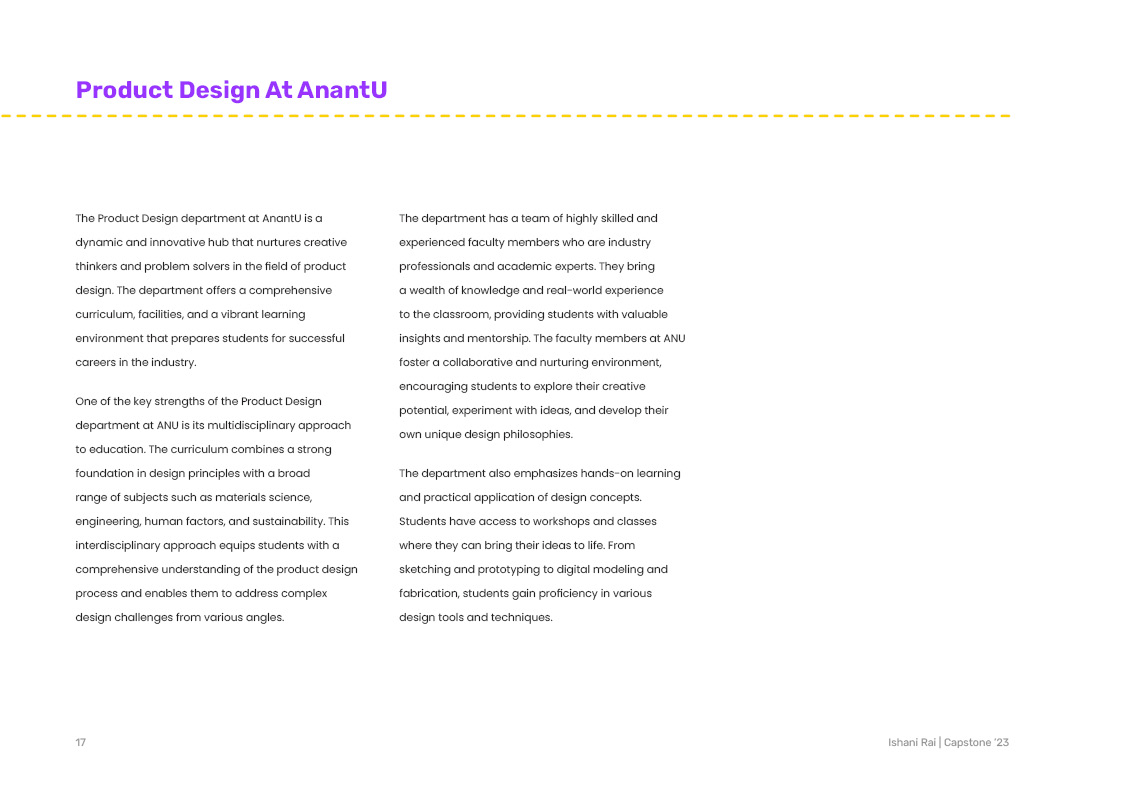 Product Design At AnantU
The Product Design department at AnantU is a
dynamic and innovative hub that nurtures creative
thinkers and problem solvers in the field of product
design. The department offers a comprehensive
curriculum, facilities, and a vibrant learning
environment that prepares students for successful
careers in the industry.
One of the key strengths of the Product Design
department at ANU is its multidisciplinary approach
to education. The curriculum combines a strong
foundation in design principles with a broad
range of subjects such as materials science,
engineering, human factors, and sustainability. This
interdisciplinary approach equips students with a
comprehensive understanding of the product design
process and enables them to address complex
design challenges from various angles.
The department has a team of highly skilled and
experienced faculty members who are industry
professionals and academic experts. They bring
a wealth of knowledge and real-world experience
to the classroom, providing students with valuable
insights and mentorship. The faculty members at ANU
foster a collaborative and nurturing environment,
encouraging students to explore their creative
potential, experiment with ideas, and develop their
own unique design philosophies.
The department also emphasizes hands-on learning
and practical application of design concepts.
Students have access to workshops and classes
where they can bring their ideas to life. From
sketching and prototyping to digital modeling and
fabrication, students gain proficiency in various
design tools and techniques.
17
Ishani Rai | Capstone '23